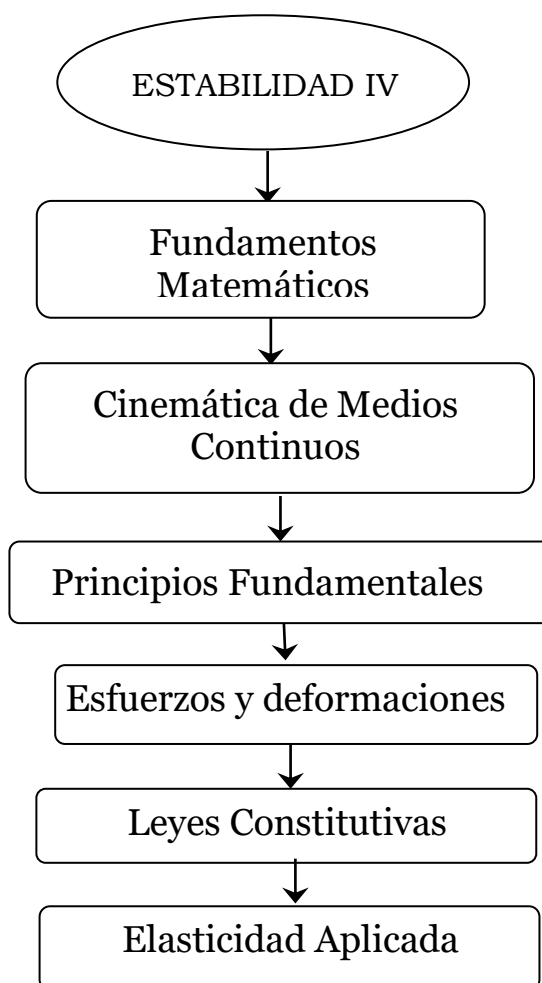 ESTABILIDAD IV
Fundamentos
Matemáticos
Cinemática de Medios
Continuos
Principios Fundamentales
Esfuerzos y deformaciones
Leyes Constitutivas
Elasticidad Aplicada